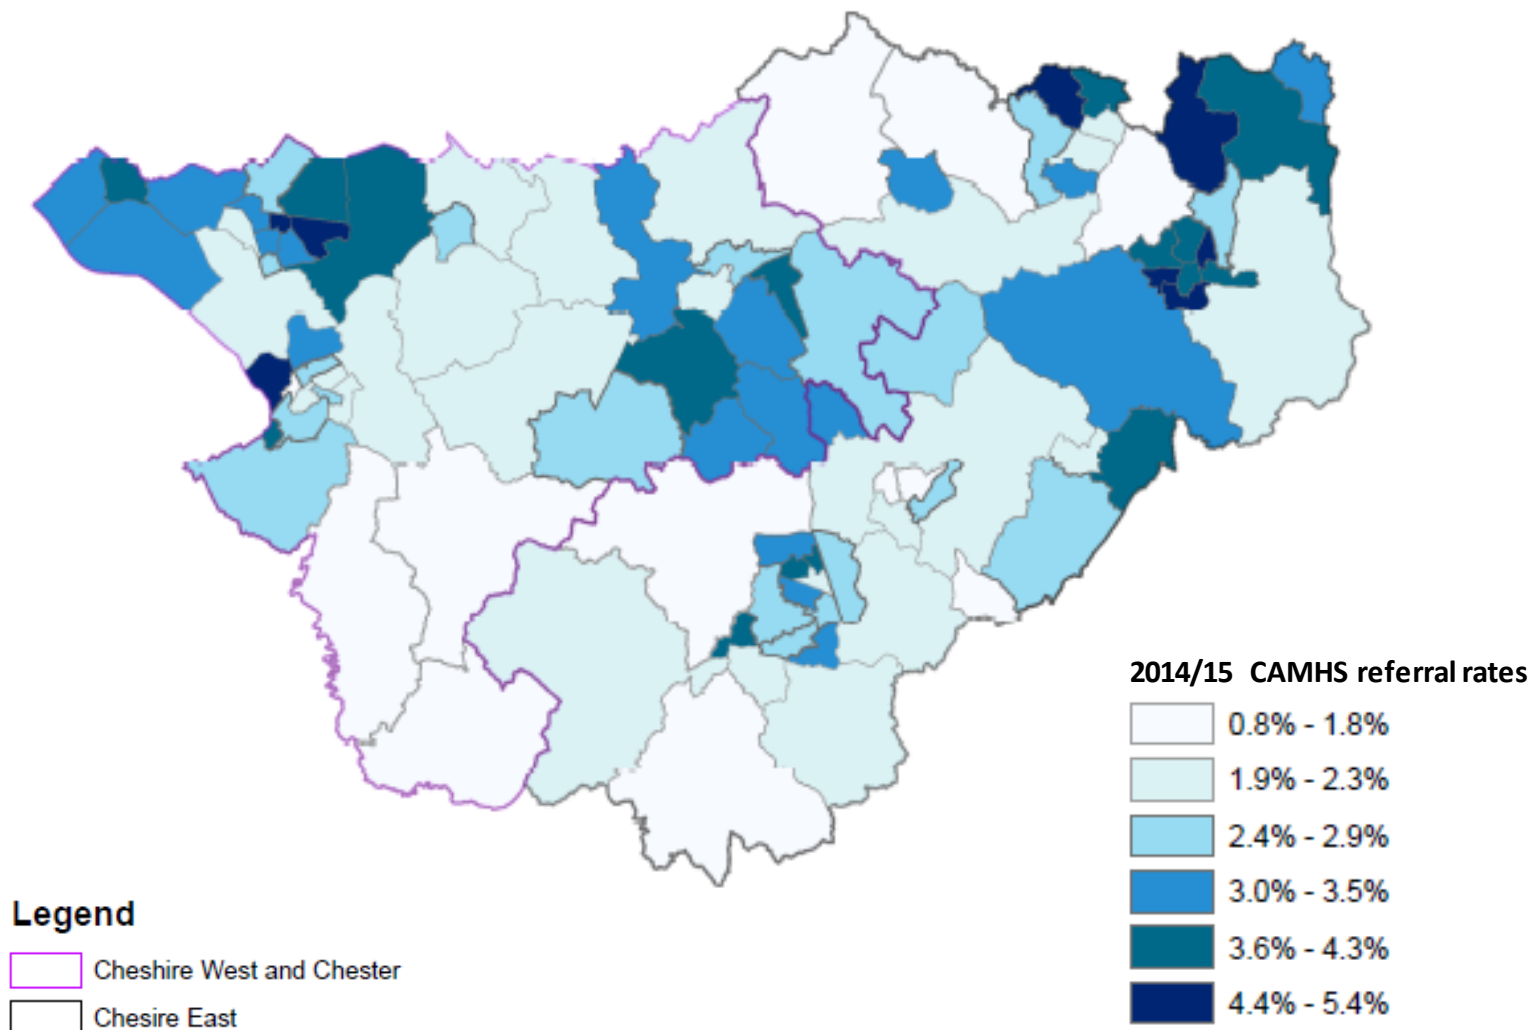 2014/15 CAMHS referral rates
0.8% - 1.8%
1.9% - 2.3%
2.4% - 2.9%
3.0% - 3.5%
3.6% - 4.3%
4.4% - 5.4%
Legend
Cheshire West and Chester
Chesire East